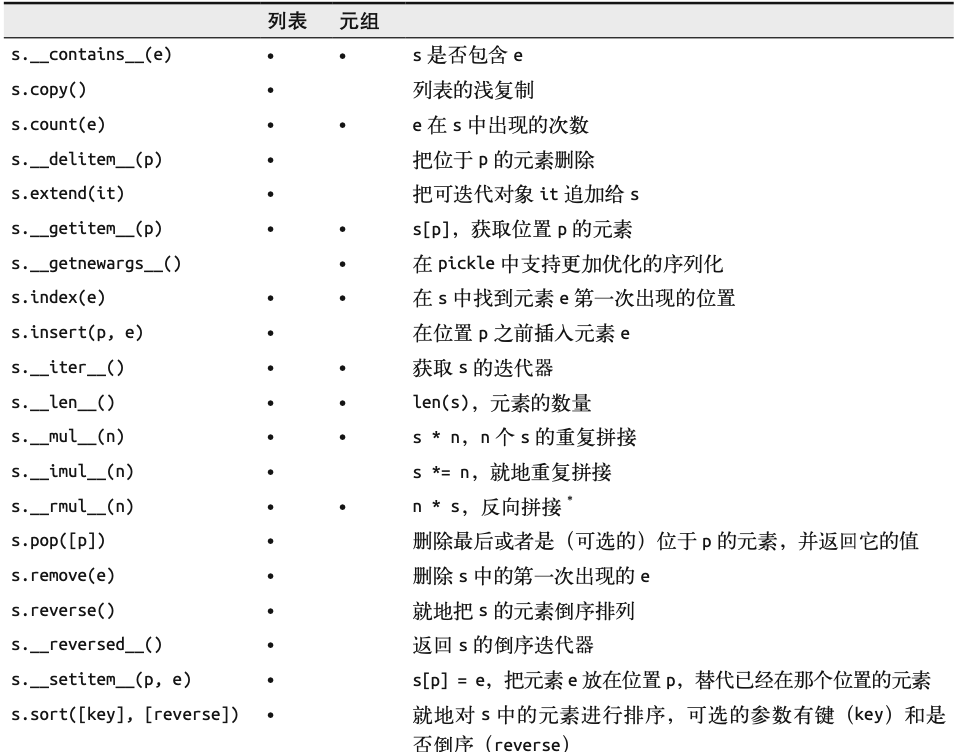 列表 元组
s.__contains__(e) • • s 是否包含 e
s.copy() • 列表的浅复制
s.count(e) • • e 在 s 中出现的次数
s.__delitem__(p) • 把位于 p 的元素删除
s.extend(it) • 把可迭代对象 it 追加给 s
s.__getitem__(p) • • s[p]，获取位置 p 的元素
s.__getnewargs__() • 在 pickle 中支持更加优化的序列化
s.index(e) • • 在 s 中找到元素 e 第一次出现的位置
s.insert(p, e) • 在位置 p 之前插入元素 e
s.__iter__() • • 获取 s 的迭代器
s.__len__() • • len(s)，元素的数量
s.__mul__(n) • • s * n，n 个 s 的重复拼接
s.__imul__(n) • s *= n，就地重复拼接
s.__rmul__(n) • • n * s，反向拼接*
s.pop([p]) • 删除最后或者是（可选的）位于 p 的元素，并返回它的值
s.remove(e) • 删除 s 中的第一次出现的 e
s.reverse() • 就地把 s 的元素倒序排列
s.__reversed__() • 返回 s 的倒序迭代器
s.__setitem__(p, e) • s[p] = e，把元素 e 放在位置 p，替代已经在那个位置的元素
s.sort([key], [reverse]) • 就地对 s 中的元素进行排序，可选的参数有键（key）和是
否倒序（reverse）